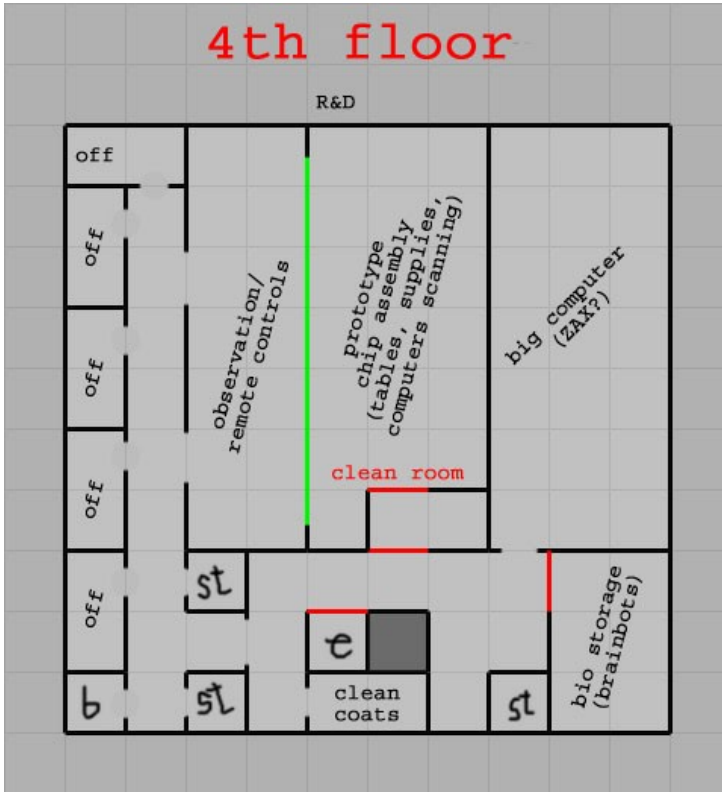 4th floor
R&D
off
off
off
off
off
b
observation/
remote controls
prototype
chip assembly
(tables, supplies,
computers scanning)
big computer
(ZAX?)
clean room
st
st
e
clean
coats
st
bio storage
(brainbots)